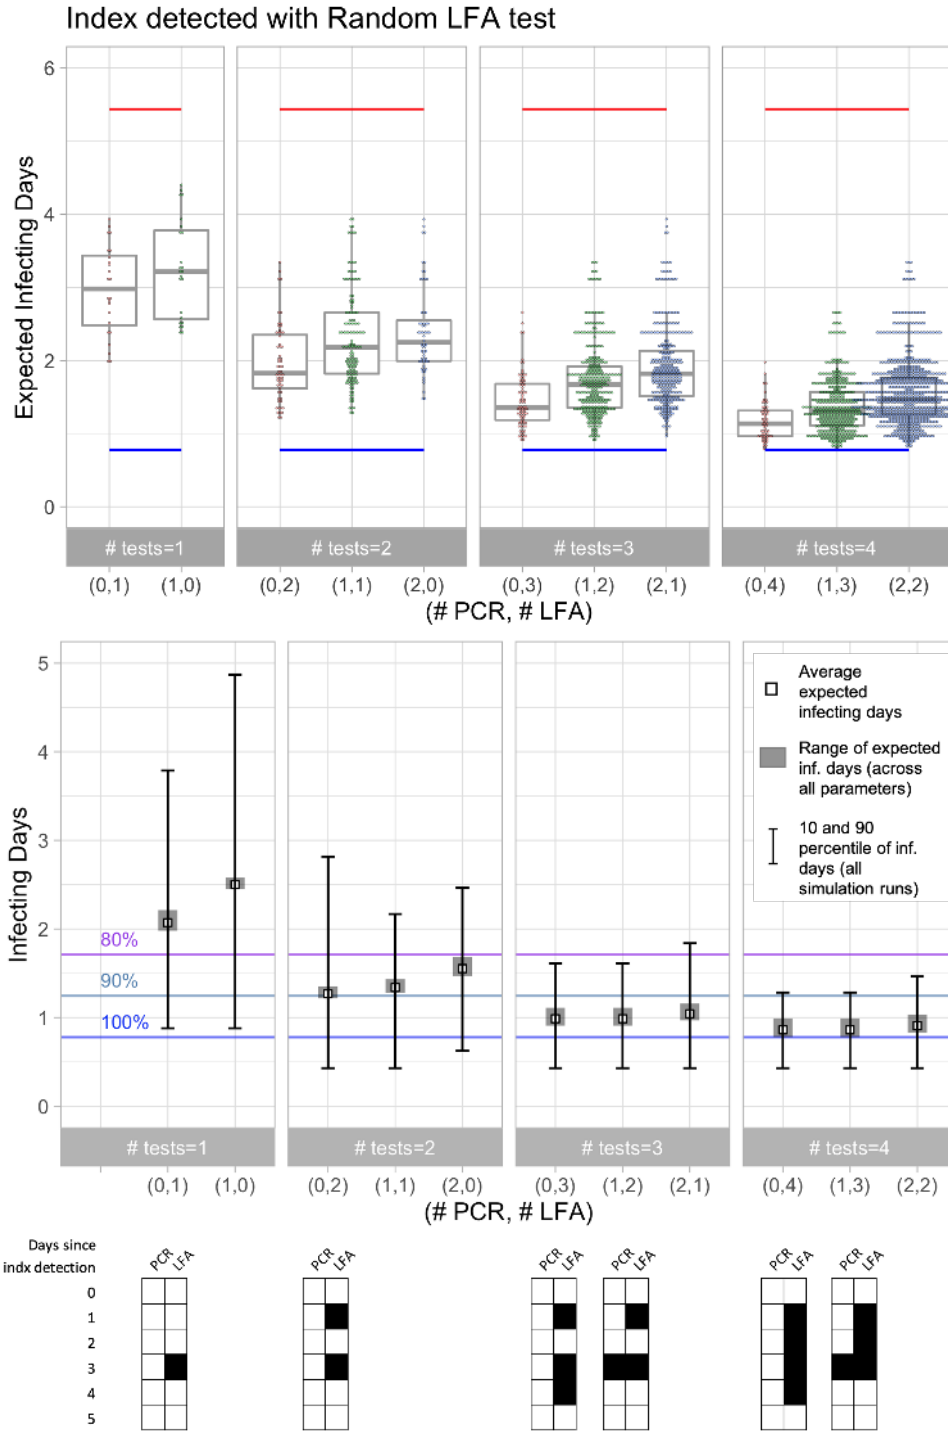 Index detected with Random LFA test
Expected Infecting Days
6
4
2
0
# tests=1
# tests=2
# tests=3
# tests=4
(0,1) (1,0) (0,2) (1,1) (2,0) (0,3) (1,2) (2,1) (0,4) (1,3) (2,2)
(# PCR, # LFA)
Infecting Days
5
4
3
2
1
0
80%
90%
100%
Average
expected
infecting days
Range of expected
inf. days (across
all parameters)
10 and 90
percentile of inf.
days (all
simulation runs)
# tests=1
# tests=2
# tests=3
# tests=4
(0,1) (1,0) (0,2) (1,1) (2,0) (0,3) (1,2) (2,1) (0,4) (1,3) (2,2)
(# PCR, # LFA)
Days since
indx detection
PCR LFA
PCR LFA
PCR LFA
PCR LFA
PCR LFA
PCR LFA
0
1
2
3
4
5